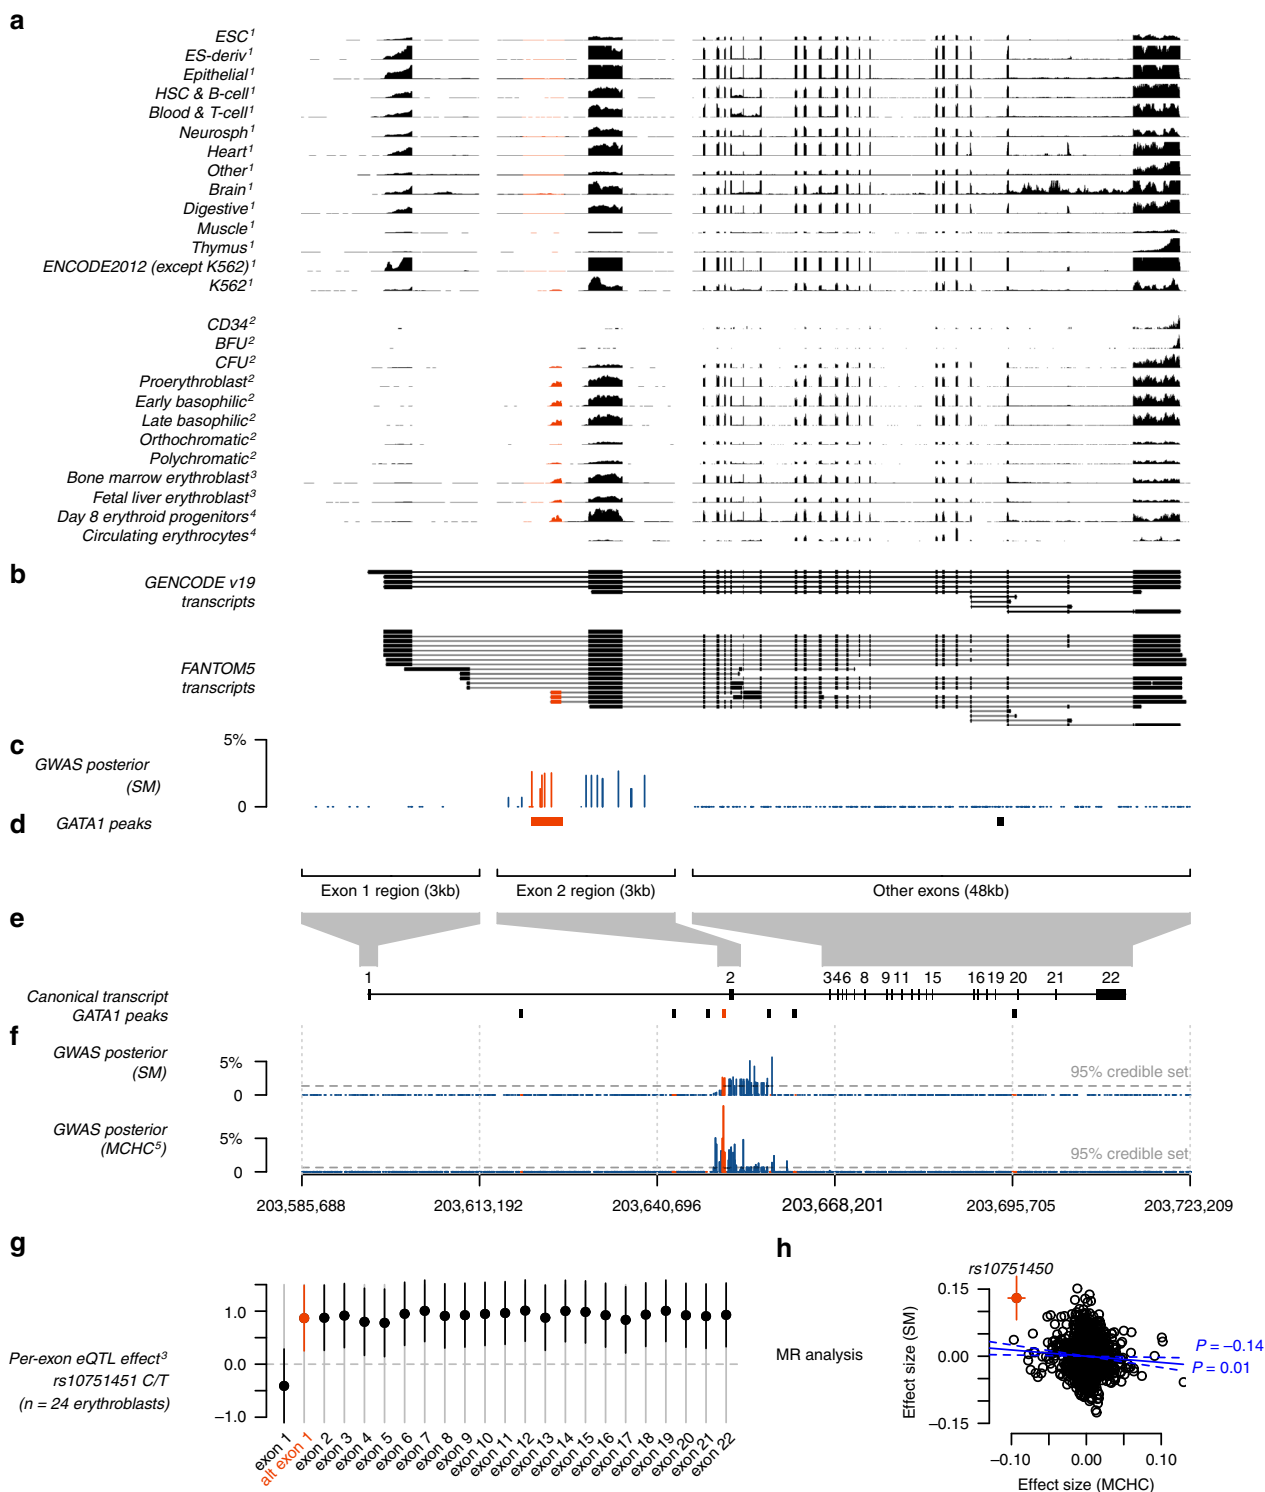 a
ESC1
ES-deriv1
Epithelial1
HSC & B-cell1
Blood & T-cell1
Neurosph1
Heart1
Other1
Brain1
Digestive1
Muscle1
Thymus1
ENCODE2012 (except K562)1
K5621
CD342
BFU2
CFU2
Proerythroblast2
Early basophilic2
Late basophilic2
Orthochromatic2
Polychromatic2
Bone marrow erythroblast3
Fetal liver erythroblast3
Day 8 erythroid progenitors4
Circulating erythrocytes4
b
GENCODE v19
transcripts
FANTOM5
transcripts
c
GWAS posterior
(SM)
5%
0
d
GATA1 peaks
Exon 1 region (3kb)
Exon 2 region (3kb)
Other exons (48kb)
e
1 2 346 8 9 11 15 16 19 20 21 22
Canonical transcript
GATA1 peaks
f
GWAS posterior
(SM)
5%
0
95% credible set
GWAS posterior
(MCHC5)
5%
0
95% credible set
203,585,688 203,613,192 203,640,696 203,668,201 203,695,705 203,723,209
g
Per-exon eQTL effect3
rs10751451 C/T
(n = 24 erythroblasts)
1.0
0.0
−1.0
exon 1
alt exon 1
exon 2
exon 3
exon 4
exon 5
exon 6
exon 7
exon 8
exon 9
exon 10
exon 11
exon 12
exon 13
exon 14
exon 15
exon 16
exon 17
exon 18
exon 19
exon 20
exon 21
exon 22
h
MR analysis
rs10751450
Effect size (SM)
0.15
0.00
−0.15
P = −0.14
P = 0.01
−0.10 0.00 0.10
Effect size (MCHC)